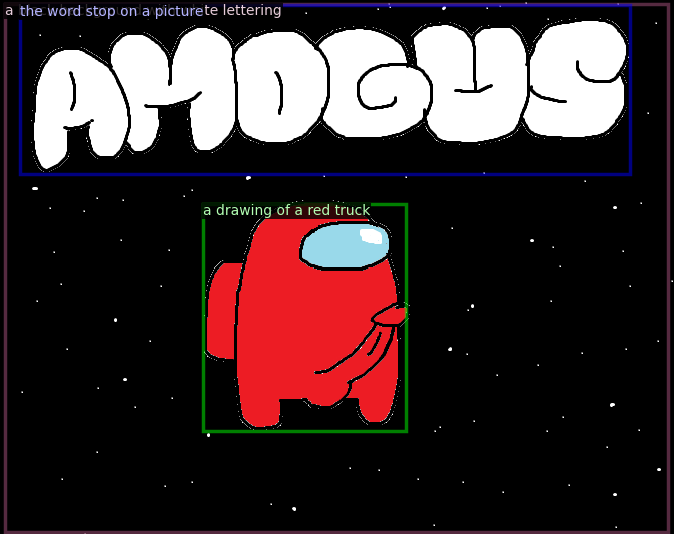 a the word stop on a picture te lettering
AMOGUS
a drawing of a red truck